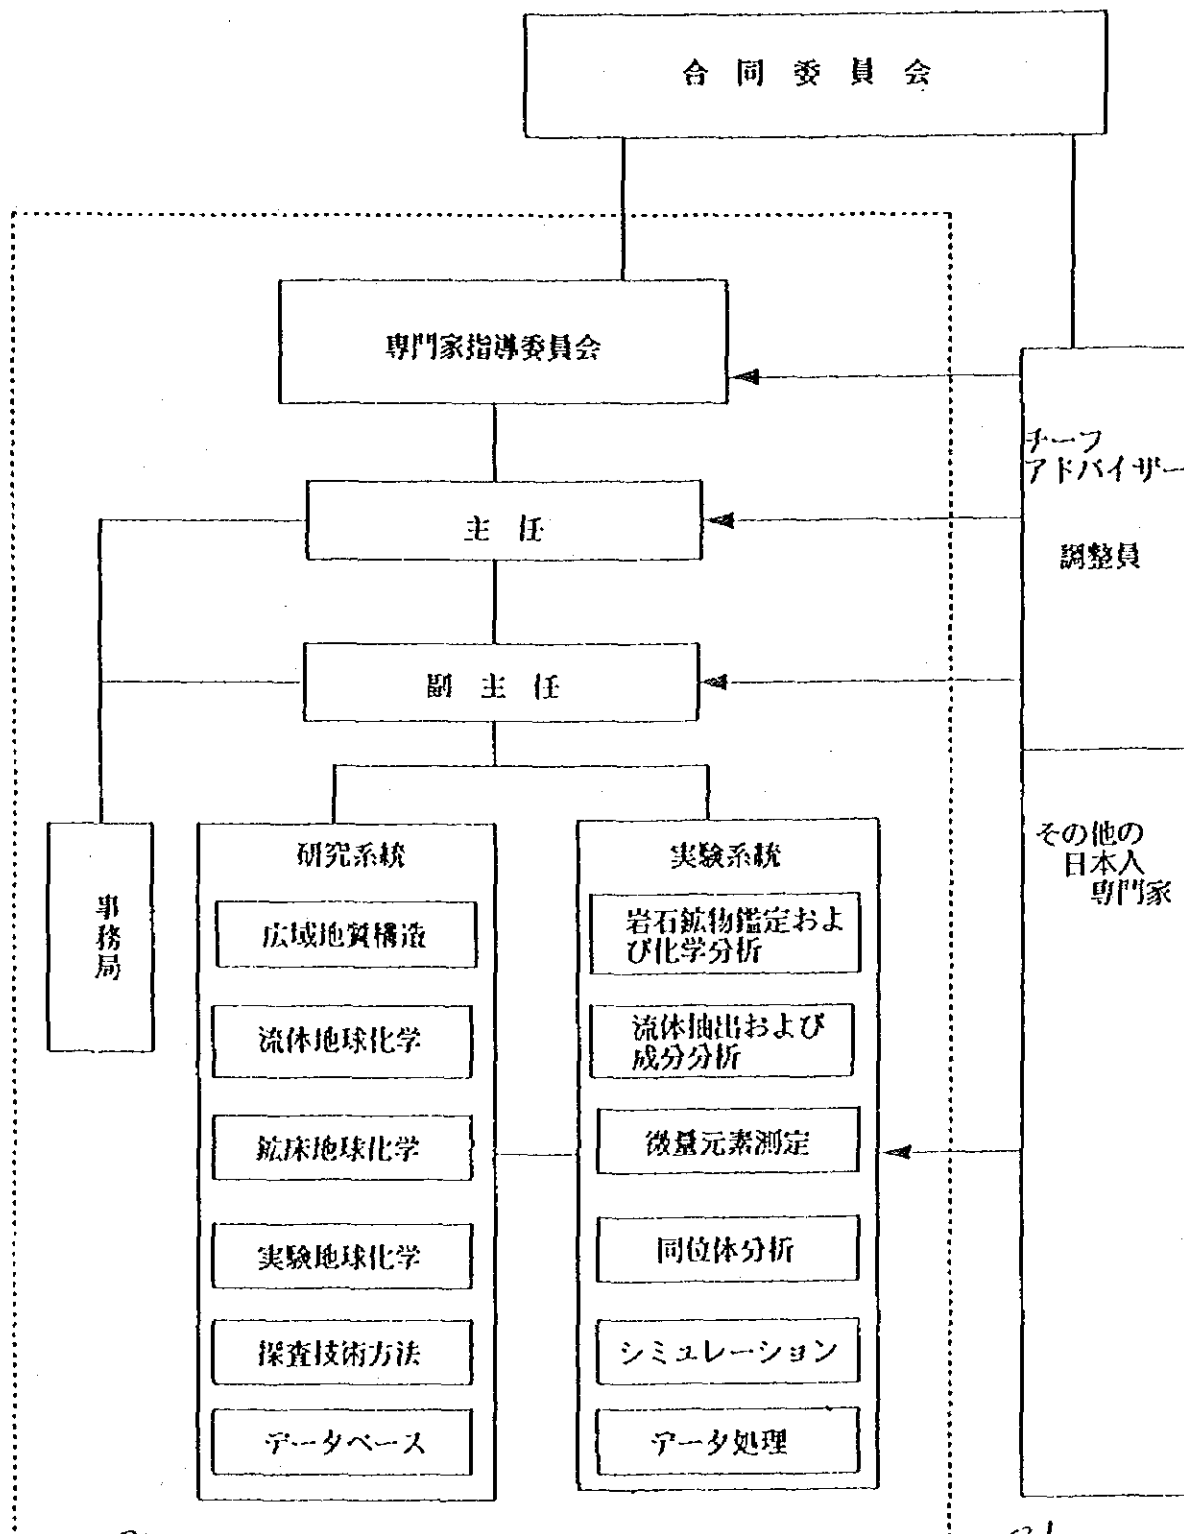 合同委員会
専門家指導委員会
チーフ
アドバイザー
主任
調整員
副主任
その他の
日本人
専門家
事務局
研究系統
広域地質構造
流体地球化学
鉱床地球化学
実験地球化学
探査技術方法
データベース
実験系統
岩石鉱物鑑定およ
び化学分析
流体抽出および
成分分析
微量元素測定
同位体分析
シミュレーション
データ処理